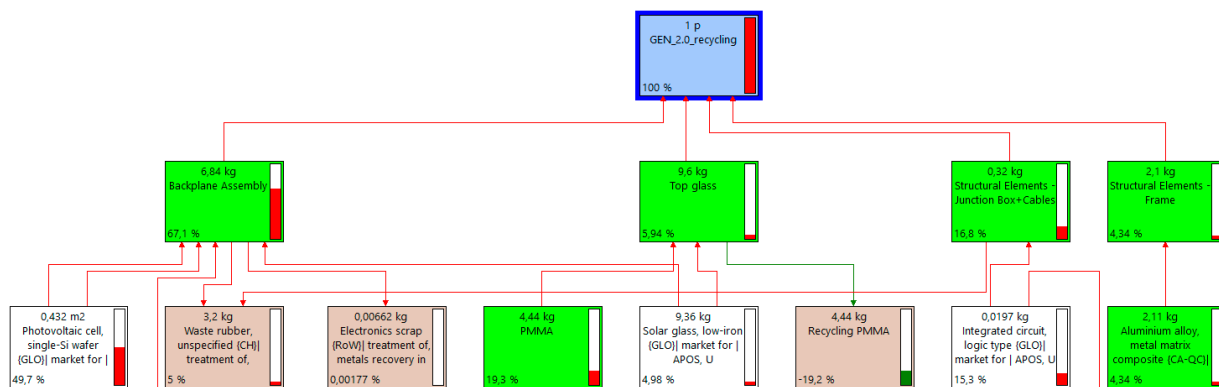 1 p
GEN_2.0_recycling
100 %
6,84 kg
Backplane Assembly
67,1 %
9,6 kg
Top glass
5,94 %
0,32 kg
Structural Elements -
Junction Box+Cables
16,8 %
2,1 kg
Structural Elements -
Frame
4,34 %
0,432 m2
Photovoltaic cell,
single-Si wafer
{GLO}| market for |
49,7 %
3,2 kg
Waste rubber,
unspecified {CH}|
treatment of,
5 %
0,00662 kg
Electronics scrap
{RoW}| treatment of,
metals recovery in
0,00177 %
4,44 kg
PMMA
19,3 %
9,36 kg
Solar glass, low-iron
{GLO}| market for |
APOS, U
4,98 %
4,44 kg
Recycling PMMA
-19,2 %
0,0197 kg
Integrated circuit,
logic type {GLO}|
market for | APOS, U
15,3 %
2,11 kg
Aluminium alloy,
metal matrix
composite {CA-QC}|
4,34 %